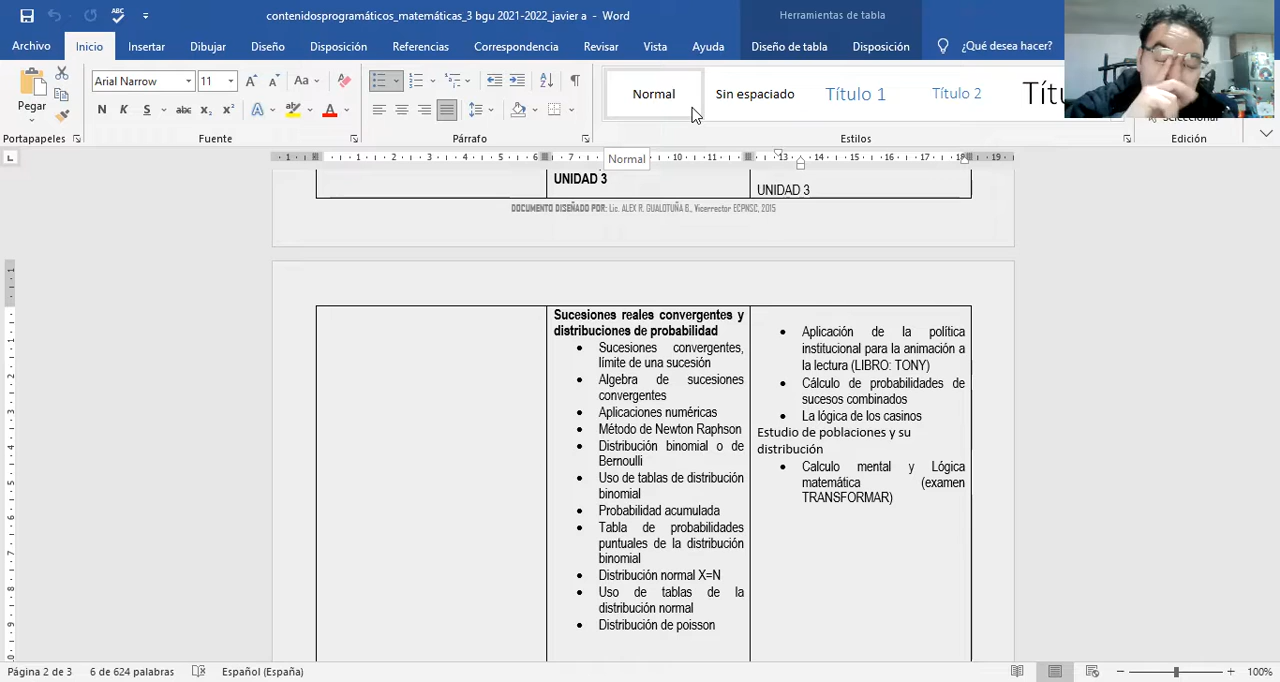 contenidosprogramáticos_matemáticas_3 bgu 2021-2022_javier a - Word
Herramientas de tabla
Archivo Inicio Insertar Dibujar Diseño Disposición Referencias Correspondencia Revisar Vista Ayuda Diseño de tabla Disposición ¿Qué desea hacer?
Pegar
Arial Narrow 11
Normal Sin espaciado Título 1 Título 2
Portapapeles Fuente Párrafo Estilos Edición
Normal
UNIDAD 3
UNIDAD 3
DOCUMENTO DISEÑADO POR: Lic. ALEX R. GUALOTUÑA B., Vicerrector ECPNSC, 2015
Sucesiones reales convergentes y
distribuciones de probabilidad
• Sucesiones convergentes,
límite de una sucesión
• Algebra de sucesiones
convergentes
• Aplicaciones numéricas
• Método de Newton Raphson
• Distribución binomial o de
Bernoulli
• Uso de tablas de distribución
binomial
• Probabilidad acumulada
• Tabla de probabilidades
puntuales de la distribución
binomial
• Distribución normal X=N
• Uso de tablas de la
distribución normal
• Distribución de poisson
• Aplicación de la política
institucional para la animación a
la lectura (LIBRO: TONY)
• Cálculo de probabilidades de
sucesos combinados
• La lógica de los casinos
Estudio de poblaciones y su
distribución
• Calculo mental y Lógica
matemática (examen
TRANSFORMAR)
Página 2 de 3 6 de 624 palabras Español (España) 100%